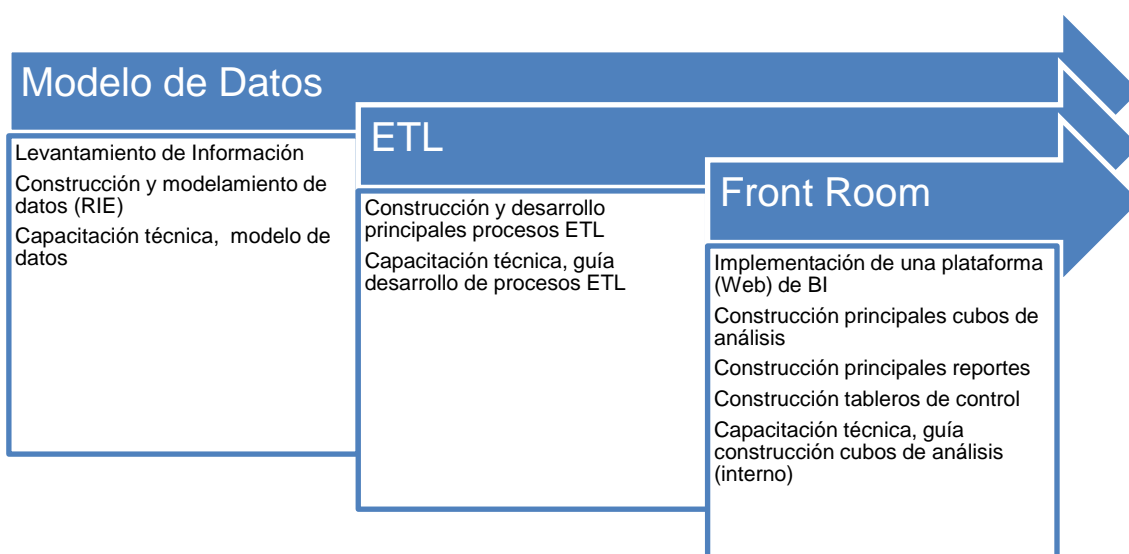 Modelo de Datos
Levantamiento de Información
Construcción y modelamiento de
datos (RIE)
Capacitación técnica, modelo de
datos
ETL
Construcción y desarrollo
principales procesos ETL
Capacitación técnica, guía
desarrollo de procesos ETL
Front Room
Implementación de una plataforma
(Web) de BI
Construcción principales cubos de
análisis
Construcción principales reportes
Construcción tableros de control
Capacitación técnica, guía
construcción cubos de análisis
(interno)